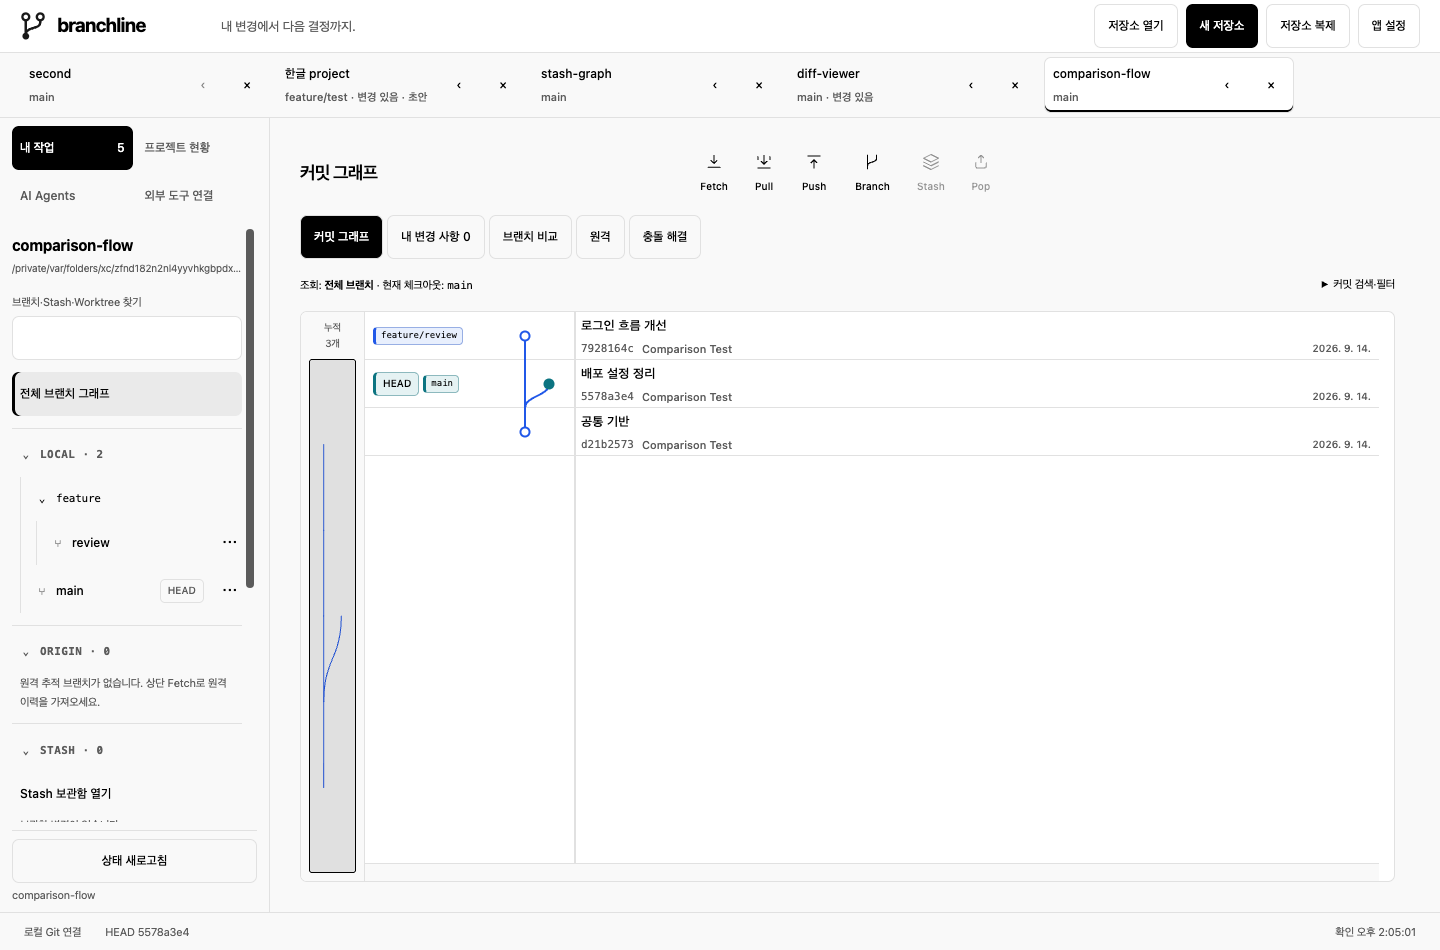 branchline
내 변경에서 다음 결정까지.
저장소 열기
새 저장소
저장소 복제
앱 설정
second
main
한글 project
feature/test · 변경 있음 · 초안
stash-graph
main
diff-viewer
main · 변경 있음
comparison-flow
main
내 작업 5
프로젝트 현황
AI Agents
외부 도구 연결
comparison-flow
/private/var/folders/xc/zfnd182n2nl4yyvhkgbpdx...
브랜치·Stash·Worktree 찾기
전체 브랜치 그래프
LOCAL · 2
feature
review
main HEAD
ORIGIN · 0
원격 추적 브랜치가 없습니다. 상단 Fetch로 원격
이력을 가져오세요.
STASH · 0
Stash 보관함 열기
상태 새로고침
comparison-flow
커밋 그래프
Fetch
Pull
Push
Branch
Stash
Pop
커밋 그래프
내 변경 사항 0
브랜치 비교
원격
충돌 해결
조회: 전체 브랜치 · 현재 체크아웃: main
▶ 커밋 검색·필터
누적
3개
feature/review
로그인 흐름 개선
7928164c Comparison Test 2026. 9. 14.
HEAD main
배포 설정 정리
5578a3e4 Comparison Test 2026. 9. 14.
공통 기반
d21b2573 Comparison Test 2026. 9. 14.
로컬 Git 연결
HEAD 5578a3e4
확인 오후 2:05:01